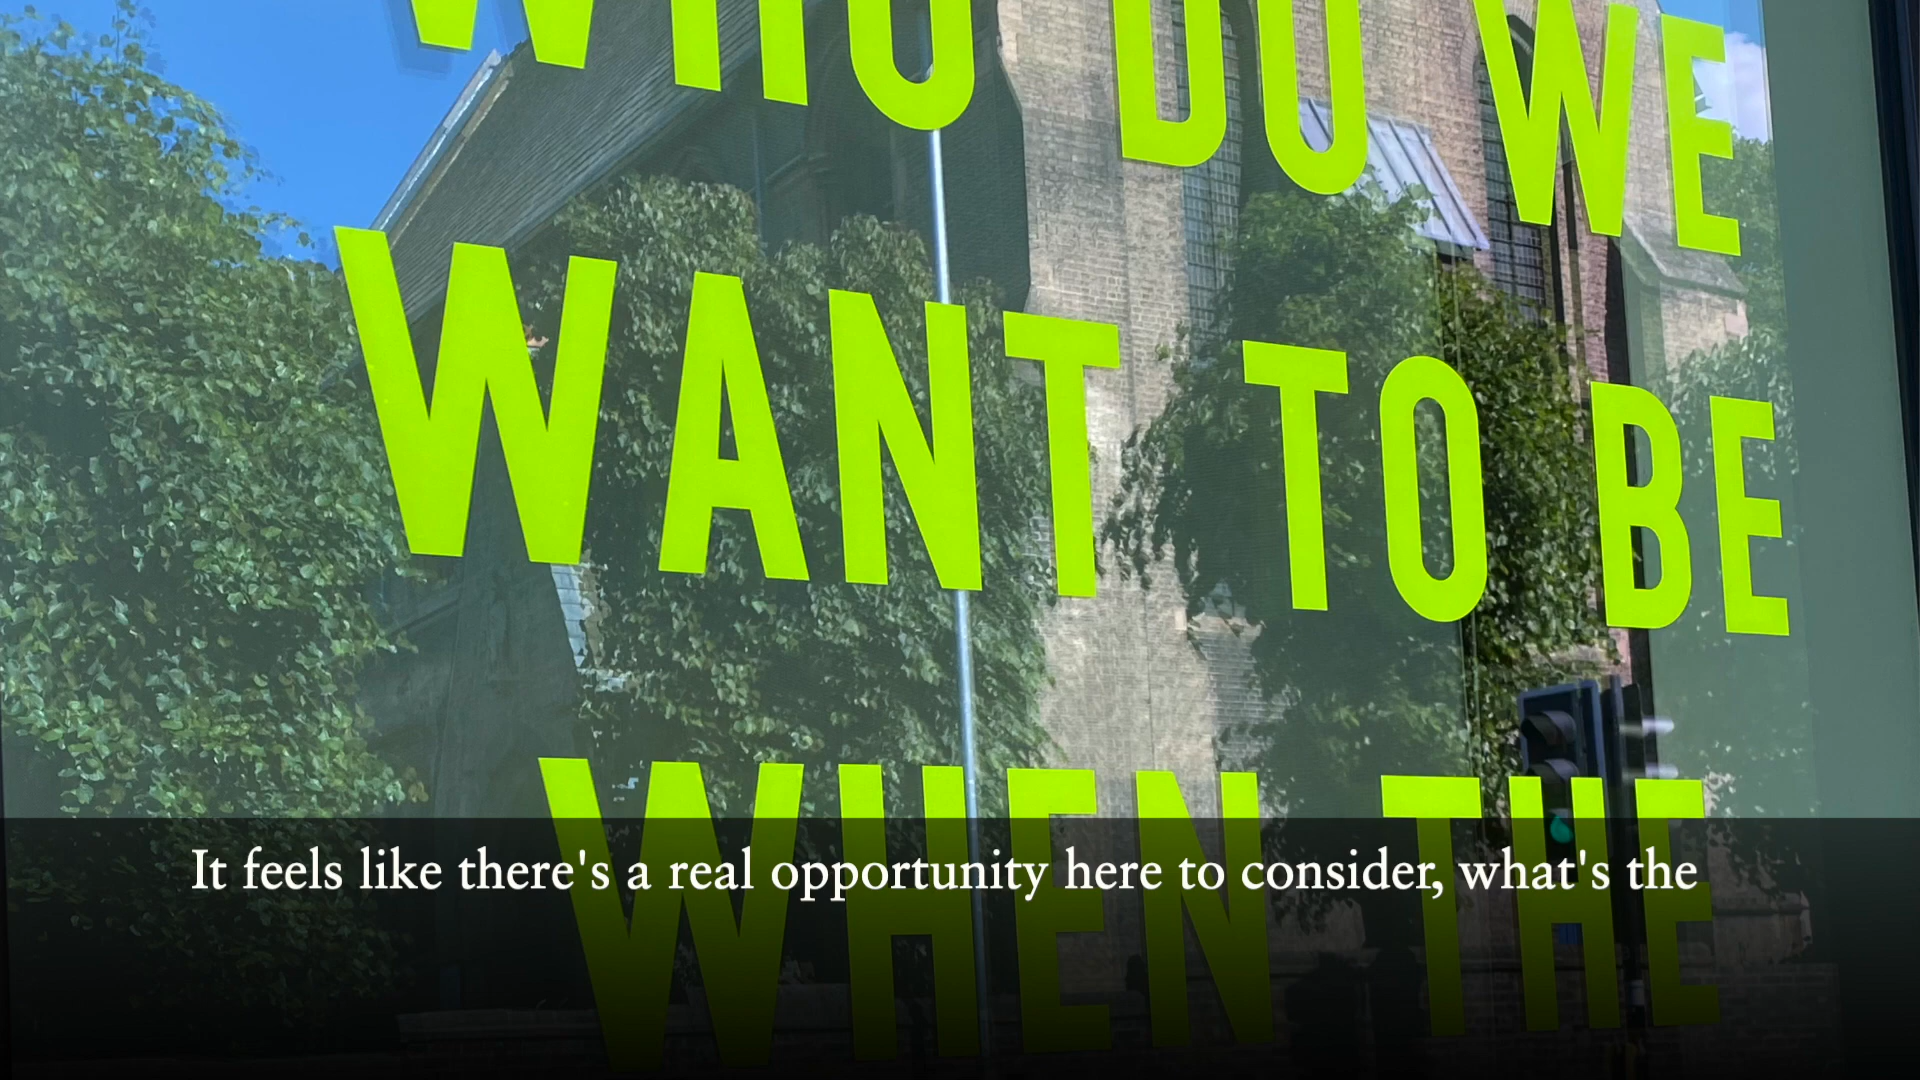 WHO DO WE
WANT TO BE
WHEN THE
It feels like there's a real opportunity here to consider, what's the